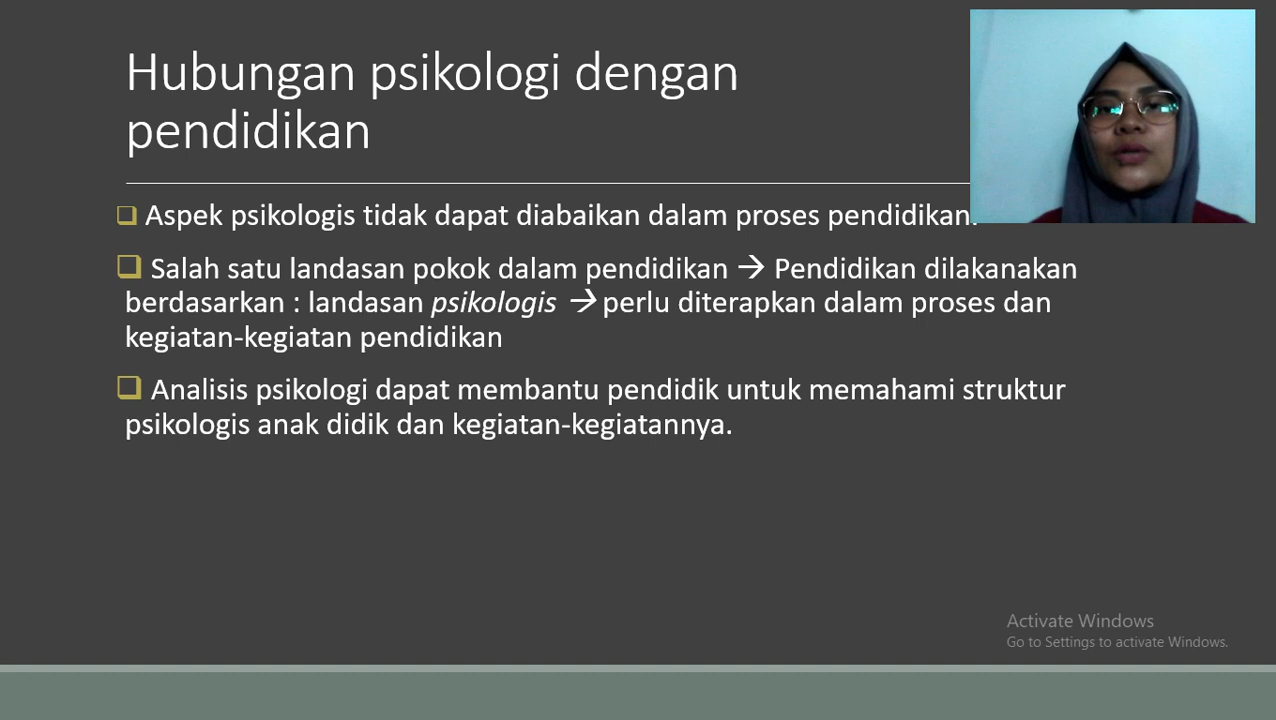 Hubungan psikologi dengan
pendidikan
Aspek psikologis tidak dapat diabaikan dalam proses pendidikan.
Salah satu landasan pokok dalam pendidikan → Pendidikan dilakanakan
berdasarkan : landasan psikologis → perlu diterapkan dalam proses dan
kegiatan-kegiatan pendidikan
Analisis psikologi dapat membantu pendidik untuk memahami struktur
psikologis anak didik dan kegiatan-kegiatannya.
Activate Windows
Go to Settings to activate Windows.